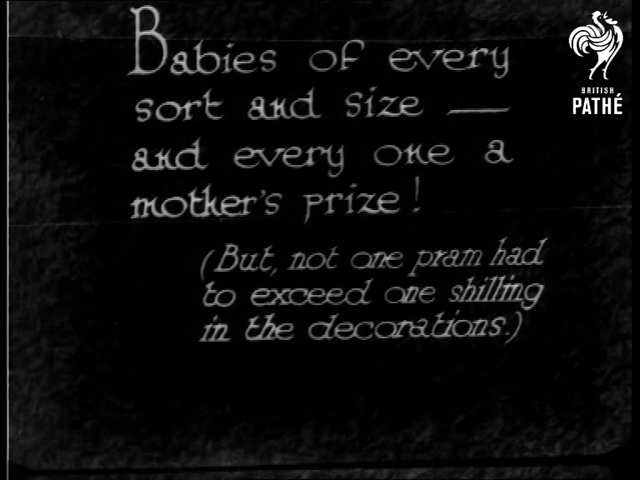 Babies of every
sort and size —
and every one a
mother's prize!
(But, not one pram had
to exceed one shilling
in the decorations.)
BRITISH
PATHÉ